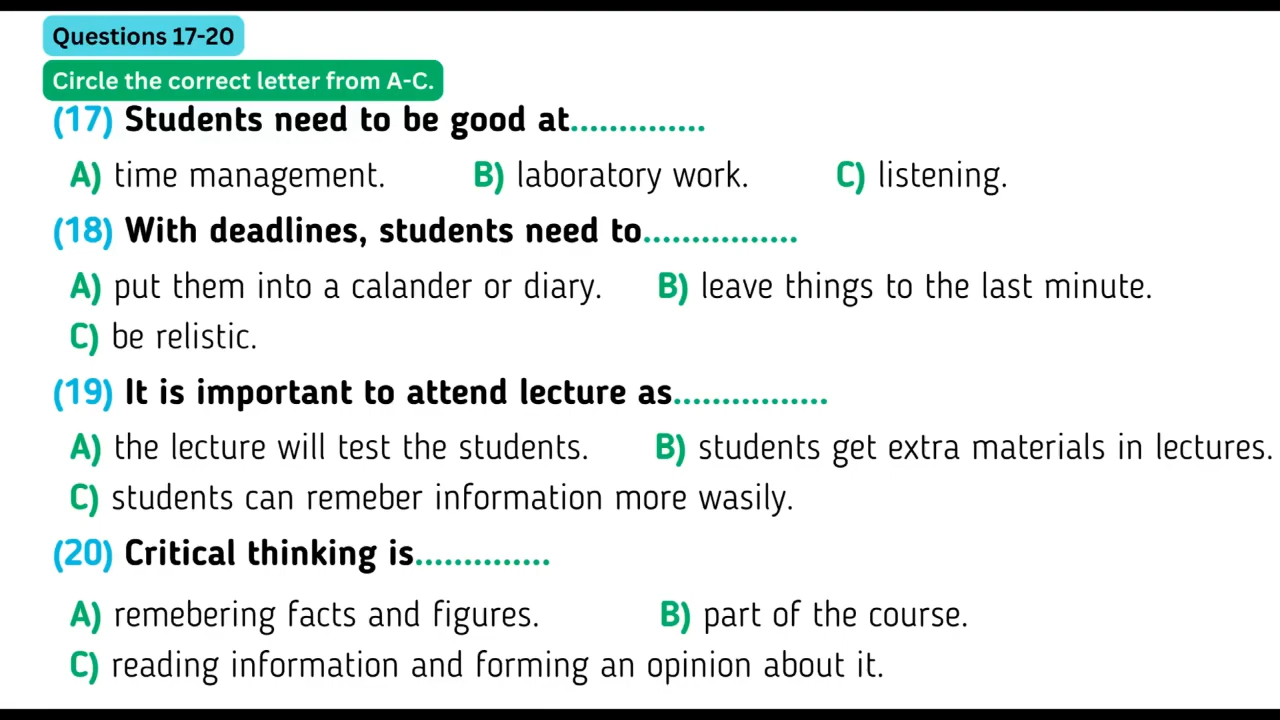 Questions 17-20
Circle the correct letter from A-C.
(17) Students need to be good at..............
A) time management. B) laboratory work. C) listening.
(18) With deadlines, students need to................
A) put them into a calander or diary. B) leave things to the last minute.
C) be relistic.
(19) It is important to attend lecture as................
A) the lecture will test the students. B) students get extra materials in lectures.
C) students can remeber information more wasily.
(20) Critical thinking is..............
A) remebering facts and figures. B) part of the course.
C) reading information and forming an opinion about it.